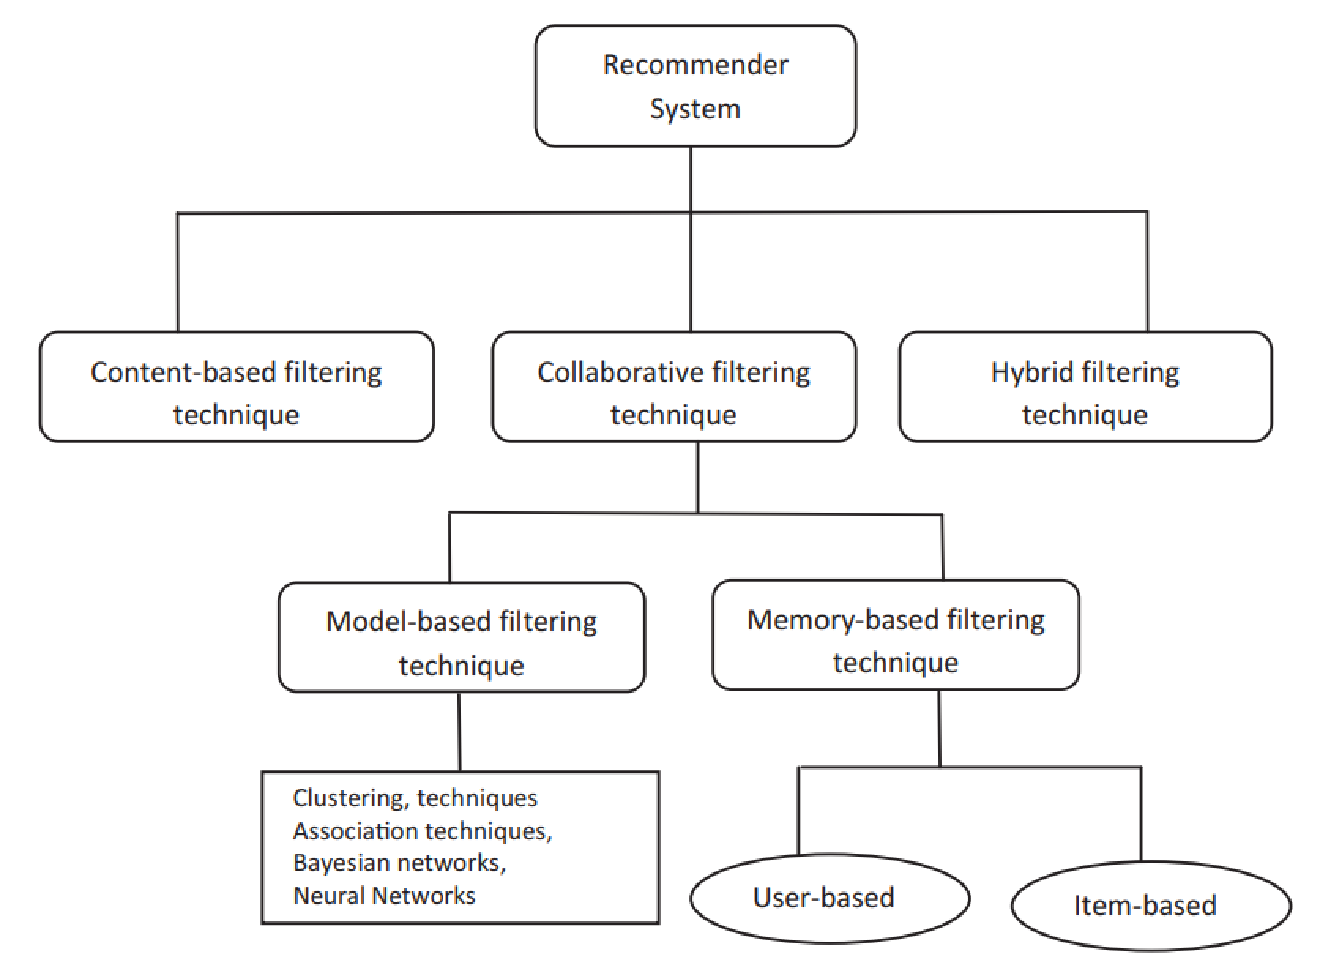 Recommender
System
Content-based filtering
technique
Collaborative filtering
technique
Hybrid filtering
technique
Model-based filtering
technique
Memory-based filtering
technique
Clustering, techniques
Association techniques,
Bayesian networks,
Neural Networks
User-based
Item-based